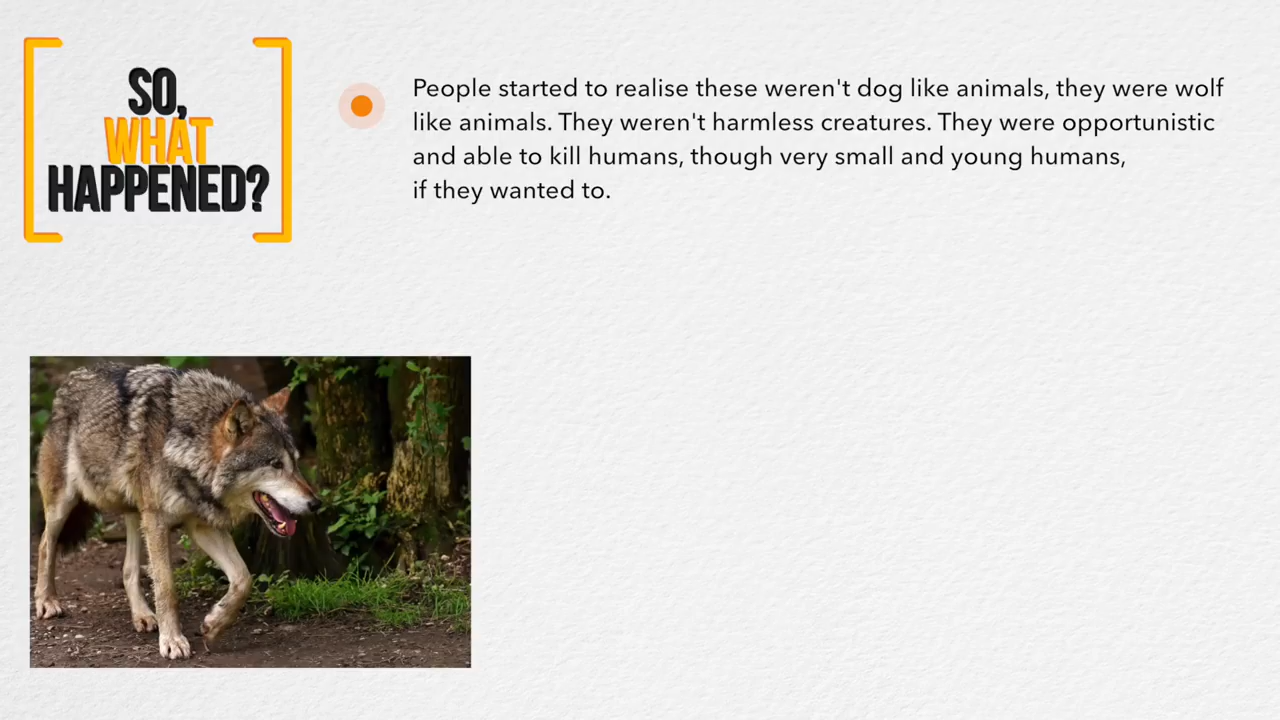 SO,
WHAT
HAPPENED?
People started to realise these weren't dog like animals, they were wolf
like animals. They weren't harmless creatures. They were opportunistic
and able to kill humans, though very small and young humans,
if they wanted to.